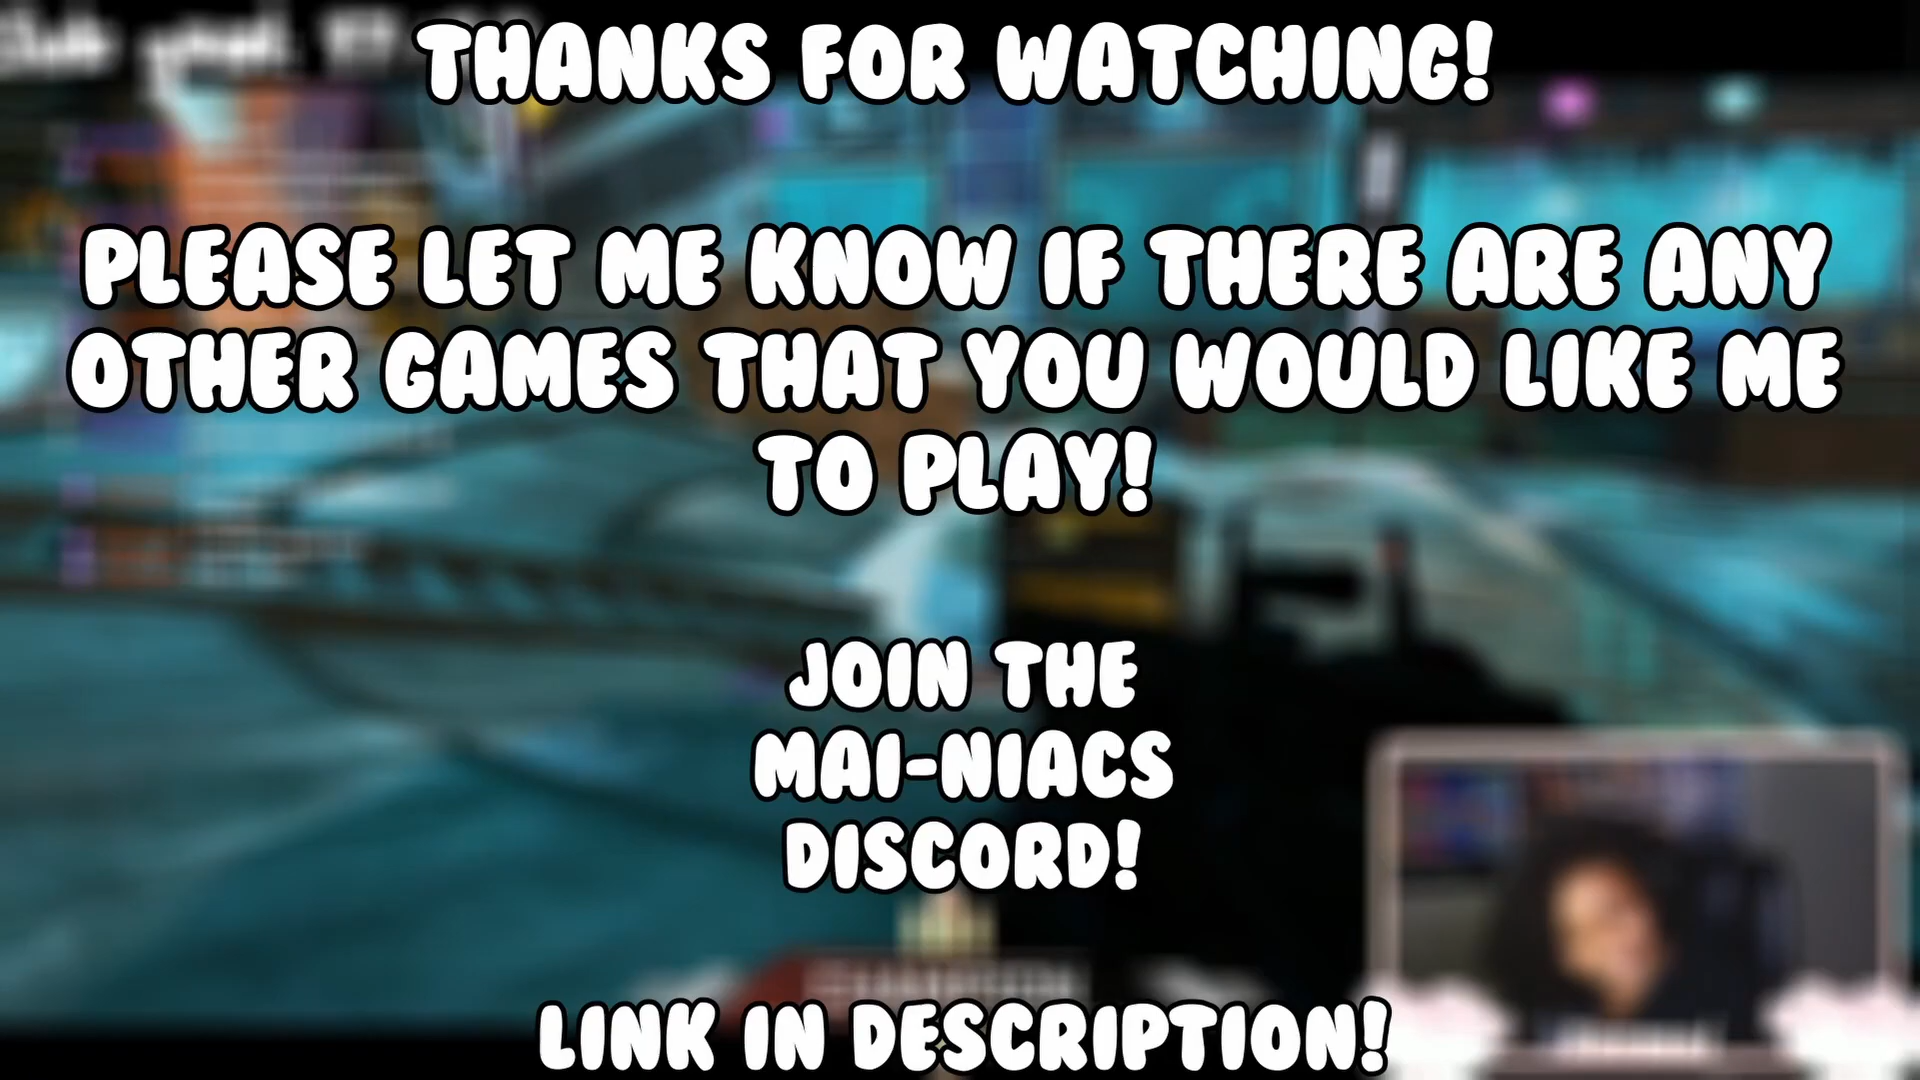 THANKS FOR WATCHING!
PLEASE LET ME KNOW IF THERE ARE ANY
OTHER GAMES THAT YOU WOULD LIKE ME
TO PLAY!
JOIN THE
MAI-NIACS
DISCORD!
LINK IN DESCRIPTION!